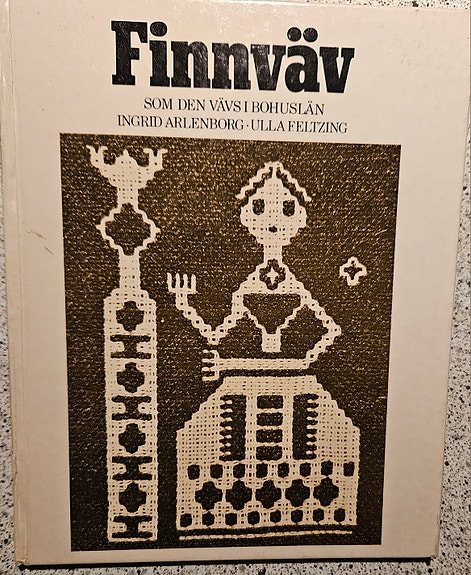 Finnväv
SOM DEN VÄVS I BOHUSLÄN
INGRID ARLENBORG · ULLA FELTZING